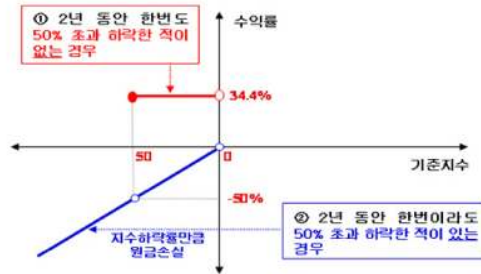 ① 2년 동안 한번도
50% 초과 하락한 적이
없는 경우
수익률
34.4%
50
0
기준지수
-50%
지수하락률만큼
원금손실
② 2년 동안 한번이라도
50% 초과 하락한 적이 있는
경우